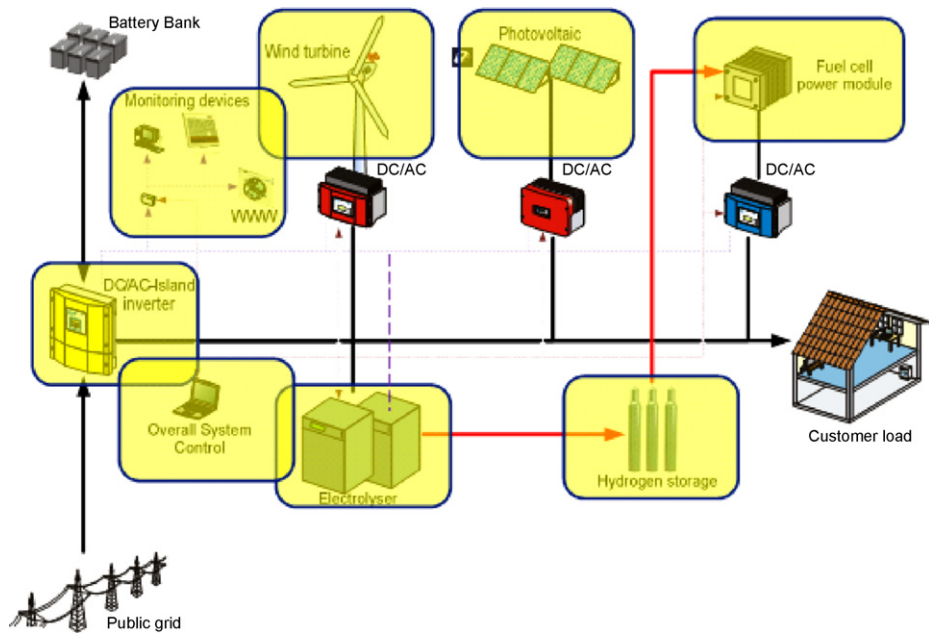 Battery Bank
Wind turbine
Photovoltaic
Fuel cell
power module
Monitoring devices
WWWW
DC/AC
DC/AC
DC/AC
DC/AC-Island
inverter
Overall System
Control
Electrolyser
Hydrogen storage
Customer load
Public grid